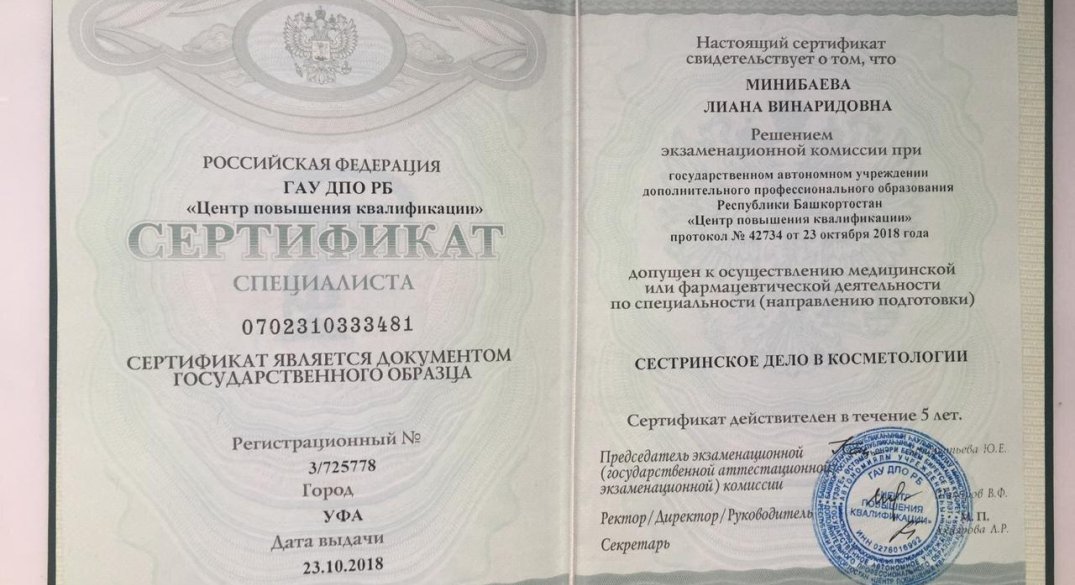 РОССИЙСКАЯ ФЕДЕРАЦИЯ
ГАУ ДПО РБ
«Центр повышения квалификации»
СЕРТИФИКАТ
СПЕЦИАЛИСТА
0702310333481
СЕРТИФИКАТ ЯВЛЯЕТСЯ ДОКУМЕНТОМ
ГОСУДАРСТВЕННОГО ОБРАЗЦА
Регистрационный №
3/725778
Город
УФА
Дата выдачи
23.10.2018
Настоящий сертификат
свидетельствует о том, что
МИНИБАЕВА
ЛИАНА ВИНАРИДОВНА
Решением
экзаменационной комиссии при
государственном автономном учреждении
дополнительного профессионального образования
Республики Башкортостан
«Центр повышения квалификации»
протокол № 42734 от 23 октября 2018 года
допущен к осуществлению медицинской
или фармацевтической деятельности
по специальности (направлению подготовки)
СЕСТРИНСКОЕ ДЕЛО В КОСМЕТОЛОГИИ
Сертификат действителен в течение 5 лет.
Председатель экзаменационной
(государственной аттестационной
экзаменационной) комиссии
Ю.Е.
Ректор/Директор/Руководитель
В.Ф.
М. П.
Секретарь
А.Р.
ГАУ ДПО РБ
ЦЕНТР
ПОВЫШЕНИЯ
КВАЛИФИКАЦИИ»
ИНН 0276016992